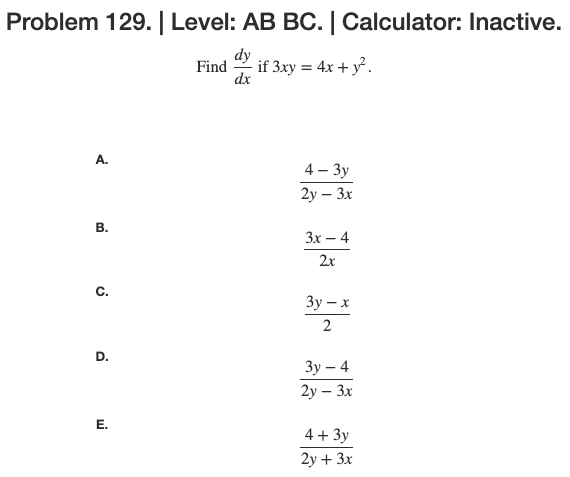 Problem 129. | Level: AB BC. | Calculator: Inactive.
Find dy/dx if 3xy = 4x + y².
A. (4 − 3y)/(2y − 3x)
B. (3x − 4)/(2x)
C. (3y − x)/2
D. (3y − 4)/(2y − 3x)
E. (4 + 3y)/(2y + 3x)